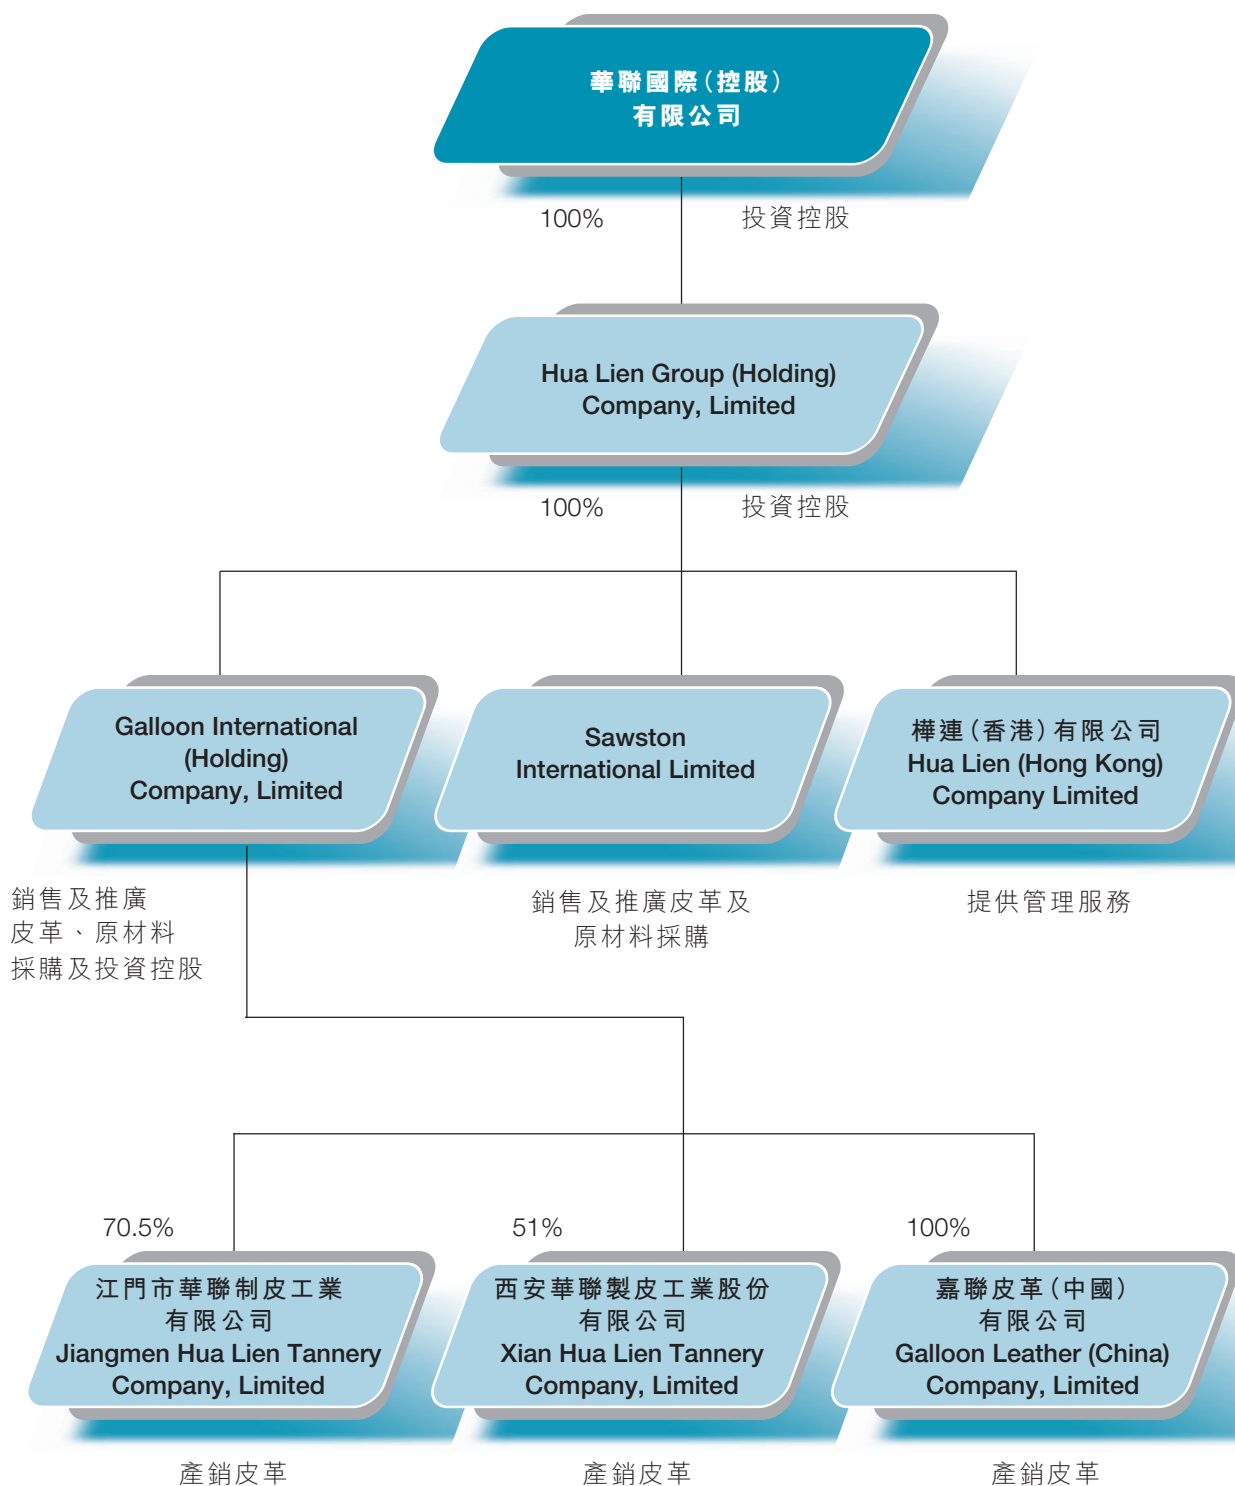 華聯國際（控股）
有限公司
100%
投資控股
Hua Lien Group (Holding)
Company, Limited
100%
投資控股
Galloon International
(Holding)
Company, Limited
Sawston
International Limited
樺連（香港）有限公司
Hua Lien (Hong Kong)
Company Limited
銷售及推廣
皮革、原材料
採購及投資控股
銷售及推廣皮革及
原材料採購
提供管理服務
70.5%
51%
100%
江門市華聯制皮工業
有限公司
Jiangmen Hua Lien Tannery
Company, Limited
西安華聯製皮工業股份
有限公司
Xian Hua Lien Tannery
Company, Limited
嘉聯皮革（中國）
有限公司
Galloon Leather (China)
Company, Limited
產銷皮革
產銷皮革
產銷皮革